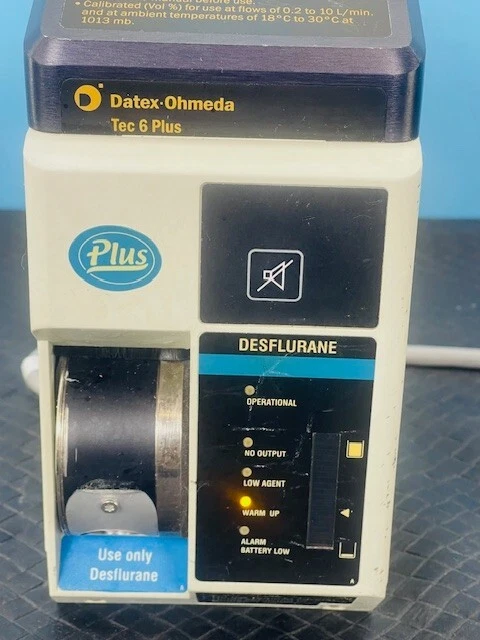 • Calibrated (Vol %) for use at flows of 0.2 to 10 L/min.
and at ambient temperatures of 18°C to 30°C at
1013 mb.
Datex-Ohmeda
Tec 6 Plus
Plus
DESFLURANE
OPERATIONAL
NO OUTPUT
LOW AGENT
WARM UP
ALARM
BATTERY LOW
Use only
Desflurane
A